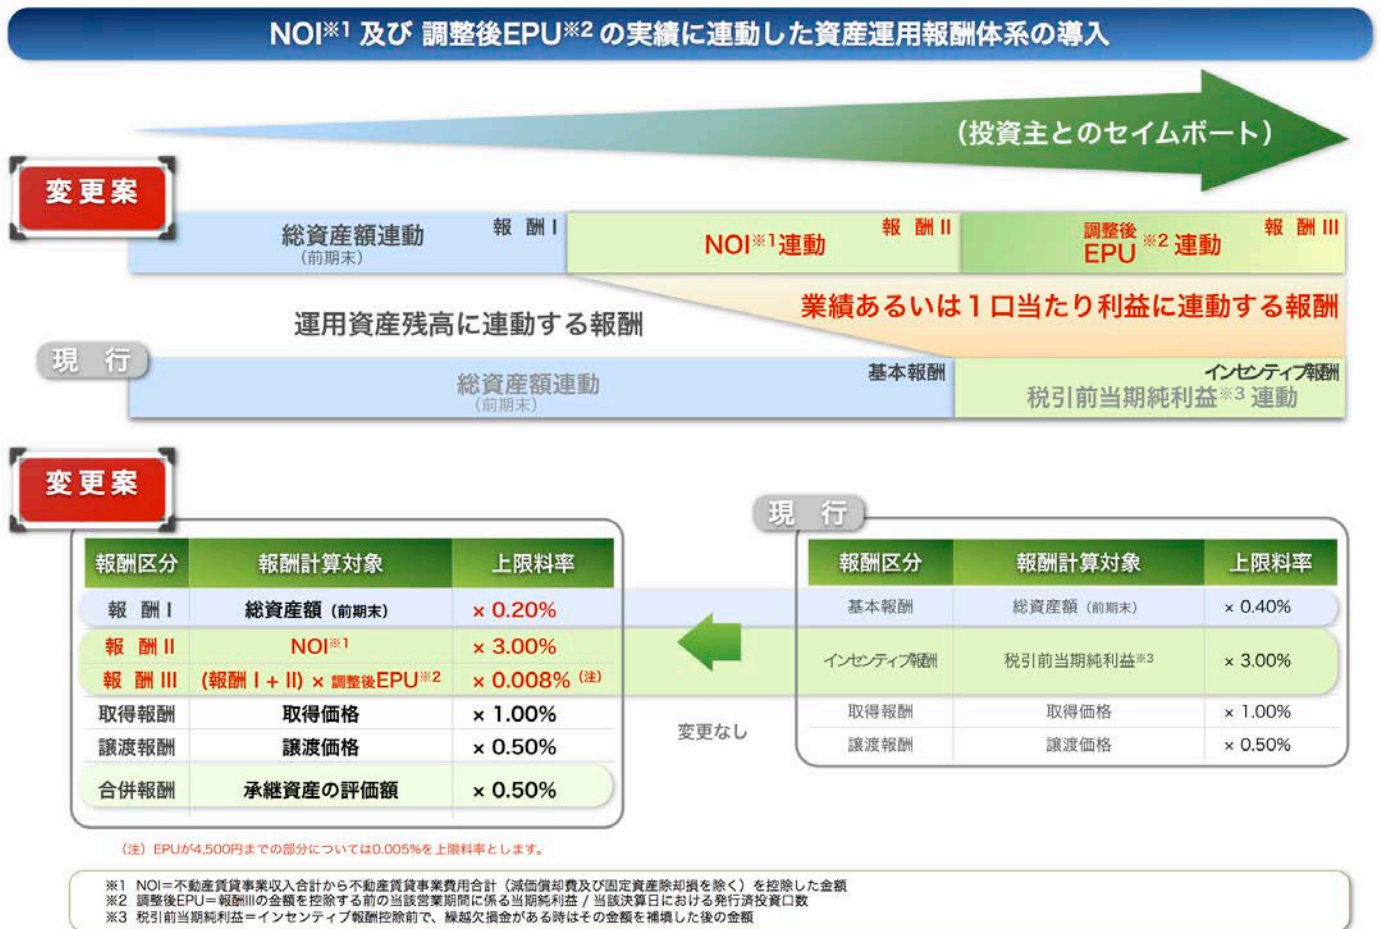 NOI※1 及び 調整後EPU※2 の実績に連動した資産運用報酬体系の導入
（投資主とのセイムボート）
変更案
総資産額連動
（前期末）
報 酬 I
NOI※1連動
報 酬 II
調整後
EPU ※2 連動
報 酬 III
運用資産残高に連動する報酬
業績あるいは１口当たり利益に連動する報酬
現 行
総資産額連動
（前期末）
基本報酬
インセンティブ報酬
税引前当期純利益※3 連動
変更案
報酬区分 報酬計算対象 上限料率
報 酬 I 総資産額（前期末） × 0.20%
報 酬 II NOI※1 × 3.00%
報 酬 III (報酬 I + II) × 調整後EPU※2 × 0.008%（注）
取得報酬 取得価格 × 1.00%
譲渡報酬 譲渡価格 × 0.50%
合併報酬 承継資産の評価額 × 0.50%
変更なし
現 行
報酬区分 報酬計算対象 上限料率
基本報酬 総資産額（前期末） × 0.40%
インセンティブ報酬 税引前当期純利益※3 × 3.00%
取得報酬 取得価格 × 1.00%
譲渡報酬 譲渡価格 × 0.50%
（注）EPUが4,500円までの部分については0.005%を上限料率とします。
※1 NOI＝不動産賃貸事業収入合計から不動産賃貸事業費用合計（減価償却費及び固定資産除却損を除く）を控除した金額
※2 調整後EPU＝報酬IIIの金額を控除する前の当該営業期間に係る当期純利益 / 当該決算日における発行済投資口数
※3 税引前当期純利益＝インセンティブ報酬控除前で、繰越欠損金がある時はその金額を補填した後の金額